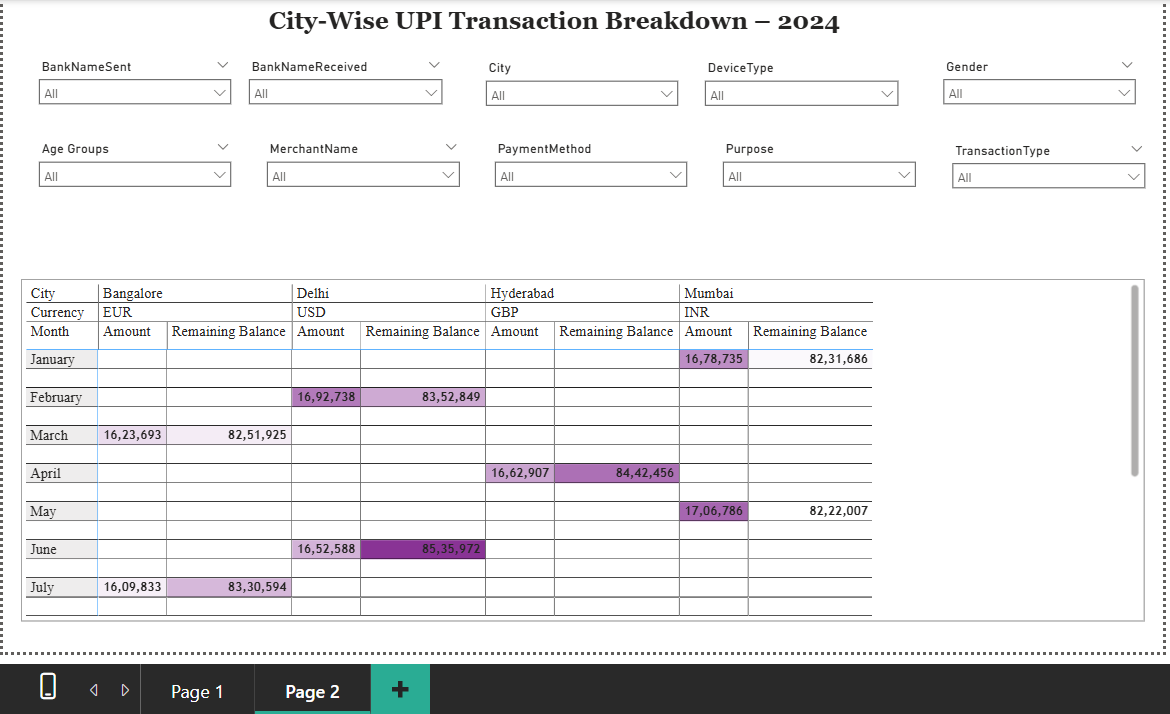 City-Wise UPI Transaction Breakdown – 2024
BankNameSent BankNameReceived City DeviceType Gender
All All All All All
Age Groups MerchantName PaymentMethod Purpose TransactionType
All All All All All
City Bangalore Delhi Hyderabad Mumbai
Currency EUR USD GBP INR
Month Amount Remaining Balance Amount Remaining Balance Amount Remaining Balance Amount Remaining Balance
January 16,78,735 82,31,686
February 16,92,738 83,52,849
March 16,23,693 82,51,925
April 16,62,907 84,42,456
May 17,06,786 82,22,007
June 16,52,588 85,35,972
July 16,09,833 83,30,594
Page 1 Page 2 +